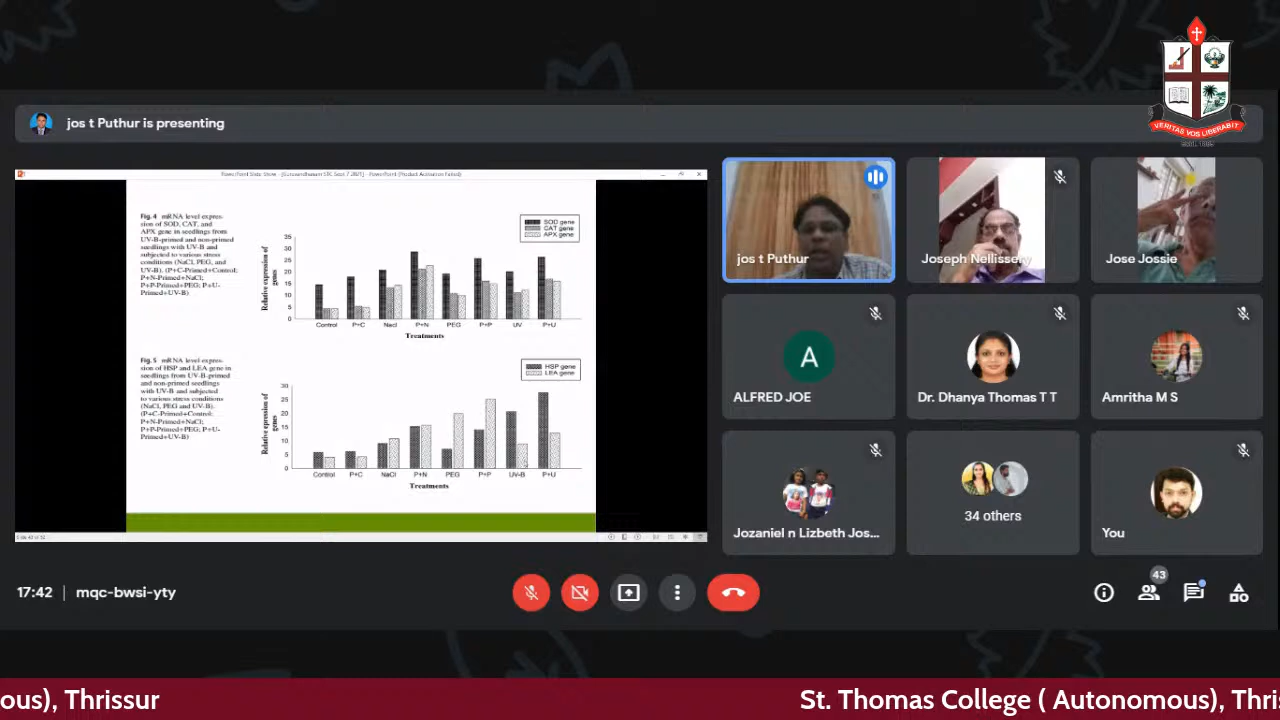 VERITAS VOS LIBERABIT
jos t Puthur is presenting
Fig. 4 mRNA level expres-
sion of SOD, CAT, and
APX gene in seedlings from
UV-B-primed and non-primed
seedlings with UV-B and
subjected to various stress
conditions (NaCl, PEG, and
UV-B). (P+C-Primed+Control;
P+N-Primed+NaCl;
P+P-Primed+PEG; P+U-
Primed+UV-B)
Relative expression of
genes
35
30
25
20
15
10
5
0
SOD gene
CAT gene
APX gene
Control P+C Nacl P+N PEG P+P UV P+U
Treatments
Fig. 5 mRNA level expres-
sion of HSP and LEA gene in
seedlings from UV-B-primed
and non-primed seedlings
with UV-B and subjected
to various stress conditions
(NaCl, PEG and UV-B).
(P+C-Primed+Control;
P+N-Primed+NaCl;
P+P-Primed+PEG; P+U-
Primed+UV-B)
genes
30
25
20
15
10
5
0
HSP gene
LEA gene
Control P+C NaCl P+N PEG P+P UV-B P+U
Treatments
jos t Puthur
Joseph Nellissery
Jose Jossie
A
ALFRED JOE
Dr. Dhanya Thomas T T
Amritha M S
Jozaniel n Lizbeth Jos...
34 others
You
17:42 | mqc-bwsi-yty
43
ous), Thrissur
St. Thomas College ( Autonomous), Thris